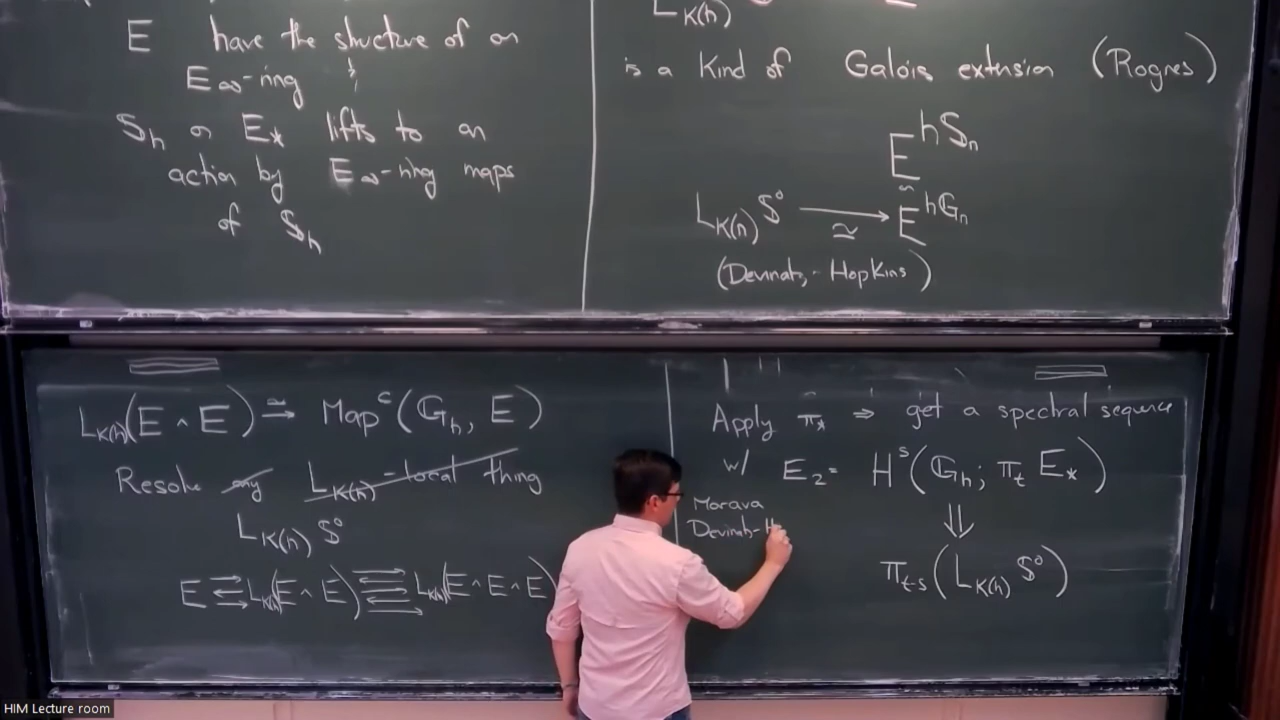 E have the structure of an
E∞-ring &
𝕊n on E* lifts to an
action by E∞-ring maps
of 𝕊n
L_K(n)
is a kind of Galois extension (Rognes)
E^h𝕊n
L_K(n) S⁰ → ≃ E^h𝔾n
(Devinatz-Hopkins)
L_K(n)(E ∧ E) ≅→ Map^c(𝔾n, E)
Resolve any L_K(n)-local thing
L_K(n) S⁰
E ⇆ L_K(n)(E ∧ E) L_K(n)(E ∧ E ∧ E)
Apply π* ⇒ get a spectral sequence
w/ E₂ = H^s(𝔾n; π_t E*)
Morava
Devinatz-H
⇓
π_t-s(L_K(n) S⁰)
HIM Lecture room